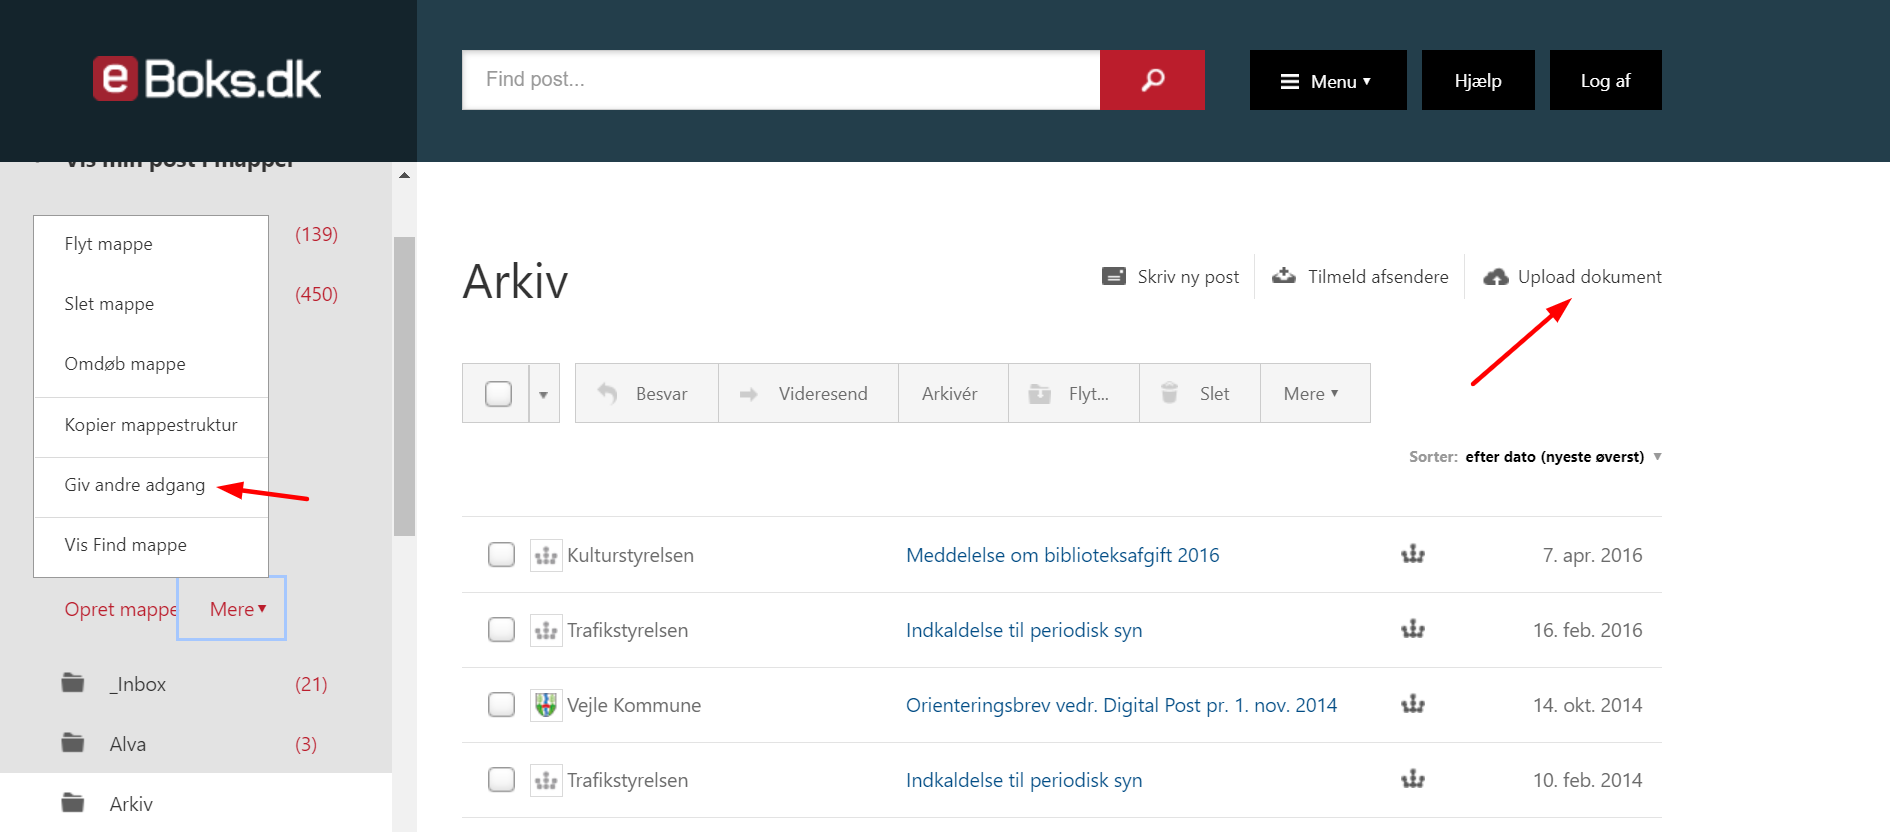 e Boks.dk
Find post...
Menu
Hjælp
Log af
Vis min post i mapper
Flyt mappe
(139)
Slet mappe
(450)
Omdøb mappe
Kopier mappestruktur
Giv andre adgang
Vis Find mappe
Opret mappe
Mere
_Inbox (21)
Alva (3)
Arkiv
Arkiv
Skriv ny post
Tilmeld afsendere
Upload dokument
Besvar
Videresend
Arkivér
Flyt...
Slet
Mere
Sorter: efter dato (nyeste øverst)
Kulturstyrelsen Meddelelse om biblioteksafgift 2016 7. apr. 2016
Trafikstyrelsen Indkaldelse til periodisk syn 16. feb. 2016
Vejle Kommune Orienteringsbrev vedr. Digital Post pr. 1. nov. 2014 14. okt. 2014
Trafikstyrelsen Indkaldelse til periodisk syn 10. feb. 2014